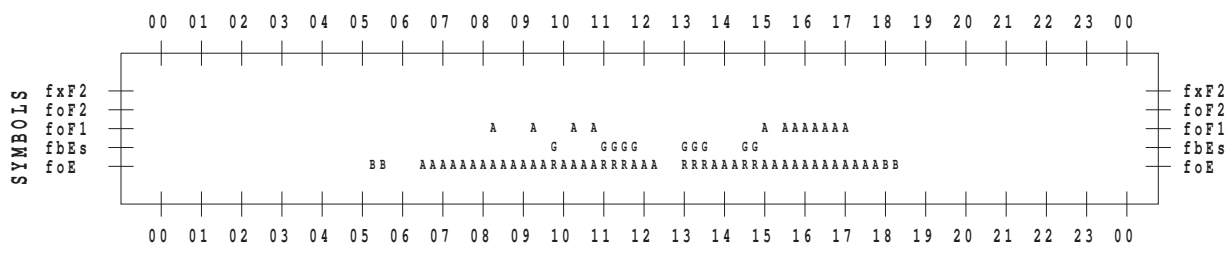 00 01 02 03 04 05 06 07 08 09 10 11 12 13 14 15 16 17 18 19 20 21 22 23 00
SYMBOLS
fxF2 fxF2
foF2 foF2
foF1 A A A A A AAAAAAA foF1
fbEs G GGGG GGG GG fbEs
foE BB AAAAAAAAAAAAARAAAARRRAAA RRRAAARRAAAAAAAAAAAABB foE
00 01 02 03 04 05 06 07 08 09 10 11 12 13 14 15 16 17 18 19 20 21 22 23 00